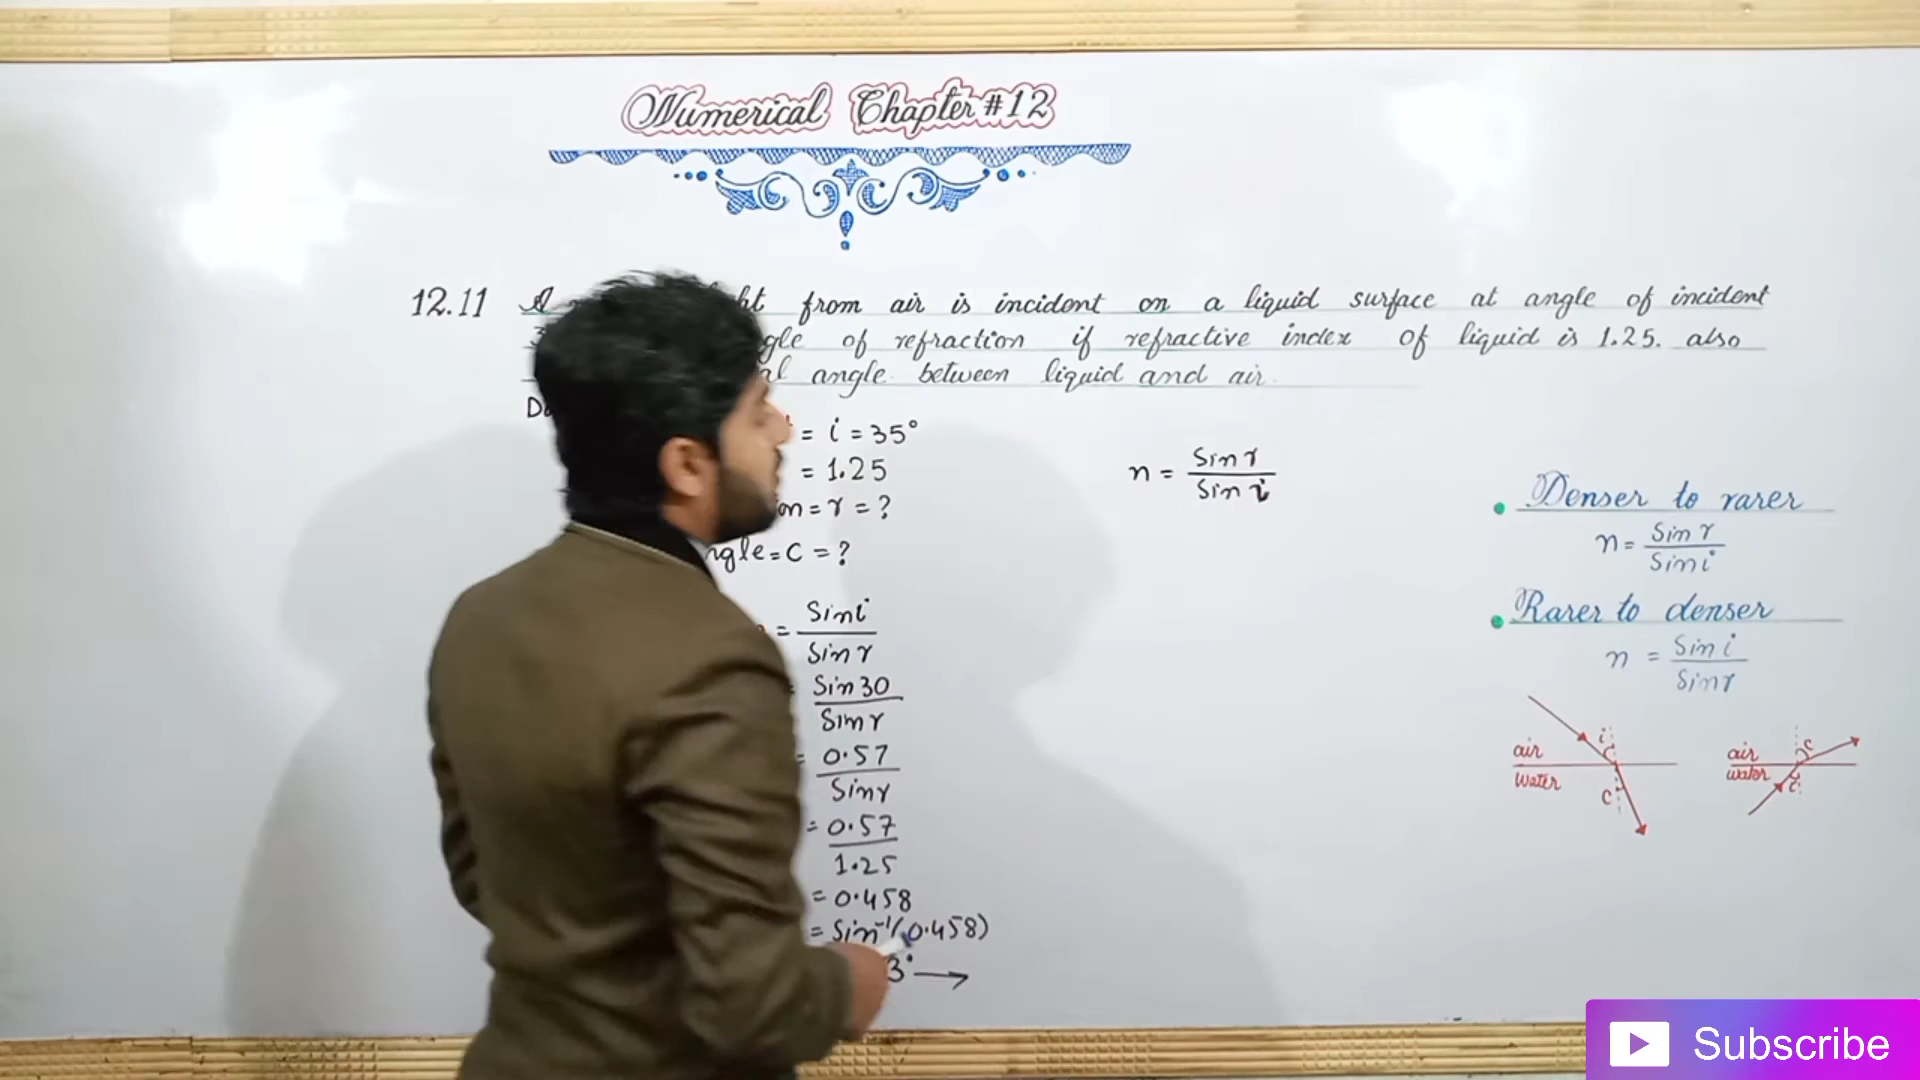 Numerical Chapter #12
12.11 A from air is incident on a liquid surface at angle of incident
of refraction if refractive index of liquid is 1.25. also
angle between liquid and air.
= i = 35°
= 1.25
= r = ?
= C = ?
= Sin i
Sin r
Sin 30
Sin r
= 0.57
Sin r
= 0.57
1.25
= 0.458
= Sin⁻¹(0.458)
3° →
n = Sin r
Sin i
• Denser to rarer
n = Sin r
Sin i
• Rarer to denser
n = Sin i
Sin r
air
water
i
c
air
water
c
c
Subscribe